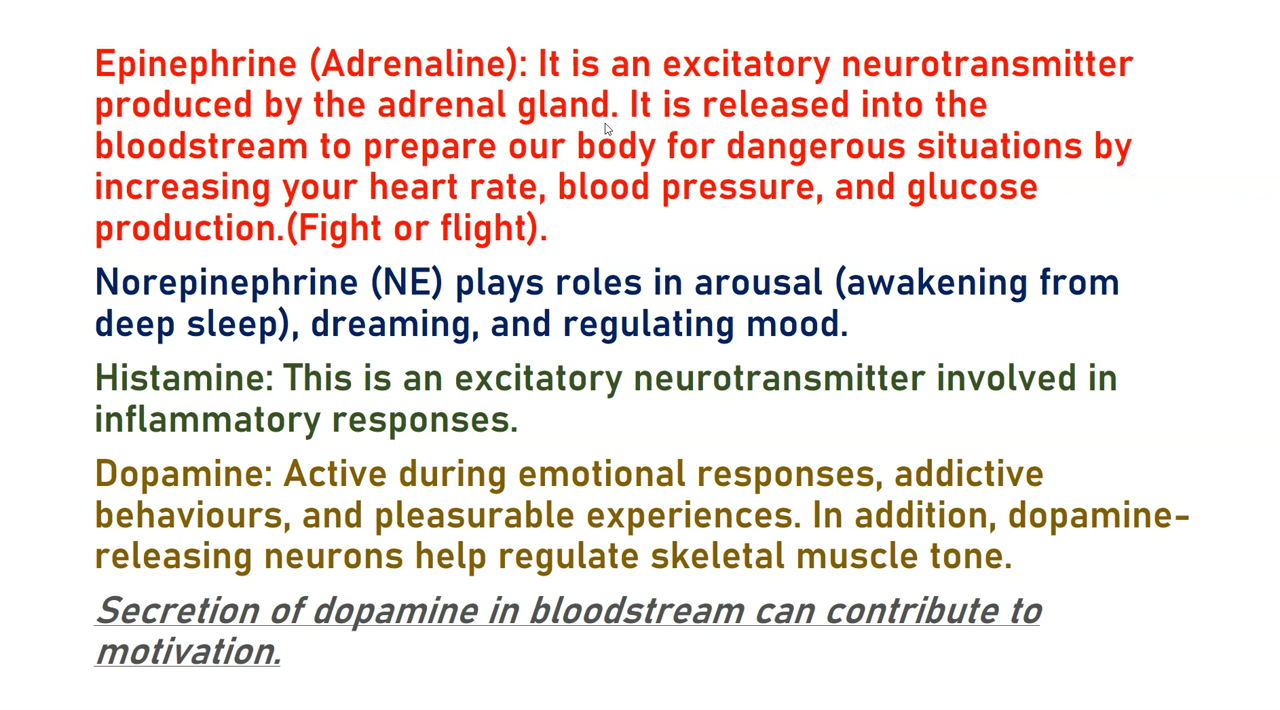 Epinephrine (Adrenaline): It is an excitatory neurotransmitter
produced by the adrenal gland. It is released into the
bloodstream to prepare our body for dangerous situations by
increasing your heart rate, blood pressure, and glucose
production.(Fight or flight).
Norepinephrine (NE) plays roles in arousal (awakening from
deep sleep), dreaming, and regulating mood.
Histamine: This is an excitatory neurotransmitter involved in
inflammatory responses.
Dopamine: Active during emotional responses, addictive
behaviours, and pleasurable experiences. In addition, dopamine-
releasing neurons help regulate skeletal muscle tone.
Secretion of dopamine in bloodstream can contribute to
motivation.